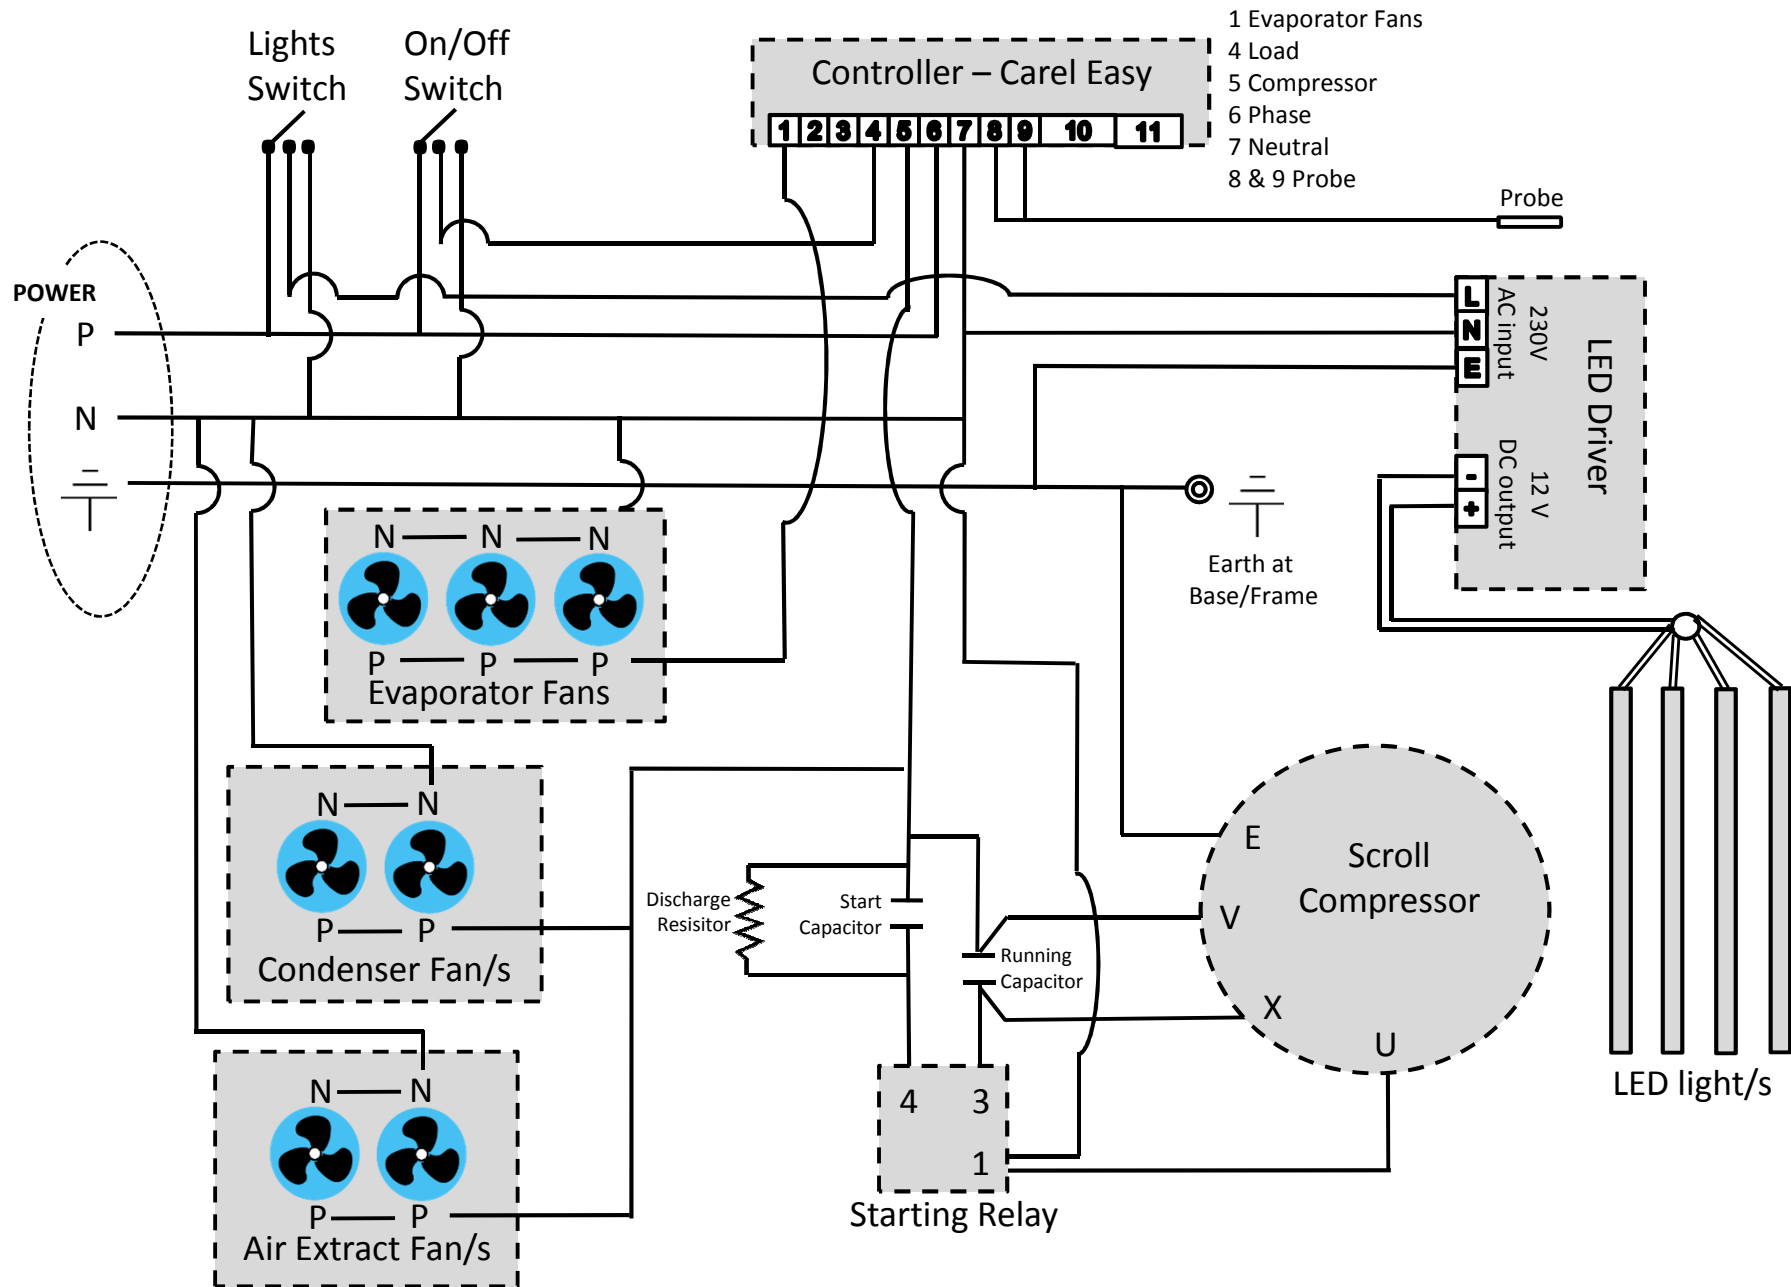 Lights
Switch
On/Off
Switch
Controller – Carel Easy
1 2 3 4 5 6 7 8 9 10 11
1 Evaporator Fans
4 Load
5 Compressor
6 Phase
7 Neutral
8 & 9 Probe
Probe
POWER
P
N
L
N
E
AC input
230V
LED Driver
-
+
DC output
12 V
Earth at
Base/Frame
N N N
P P P
Evaporator Fans
N N
P P
Condenser Fan/s
N N
P P
Air Extract Fan/s
Discharge
Resisitor
Start
Capacitor
Running
Capacitor
E
V
X
U
Scroll
Compressor
4 3
1
Starting Relay
LED light/s